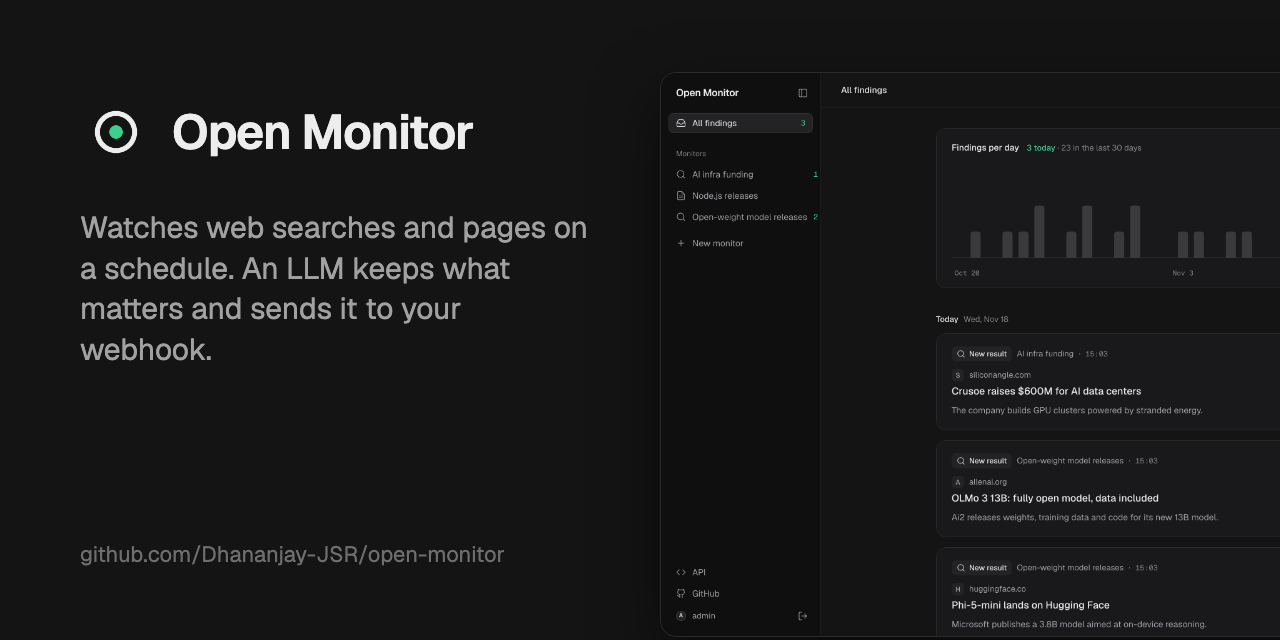 Open Monitor
Watches web searches and pages on
a schedule. An LLM keeps what
matters and sends it to your
webhook.
github.com/Dhananjay-JSR/open-monitor
Open Monitor
All findings 3
Monitors
AI infra funding 1
Node.js releases
Open-weight model releases 2
New monitor
API
GitHub
A admin
All findings
Findings per day 3 today · 23 in the last 30 days
Oct 20 Nov 3
Today Wed, Nov 18
New result AI infra funding · 15:03
S siliconangle.com
Crusoe raises $600M for AI data centers
The company builds GPU clusters powered by stranded energy.
New result Open-weight model releases · 15:03
A allenai.org
OLMo 3 13B: fully open model, data included
Ai2 releases weights, training data and code for its new 13B model.
New result Open-weight model releases · 15:03
H huggingface.co
Phi-5-mini lands on Hugging Face
Microsoft publishes a 3.8B model aimed at on-device reasoning.